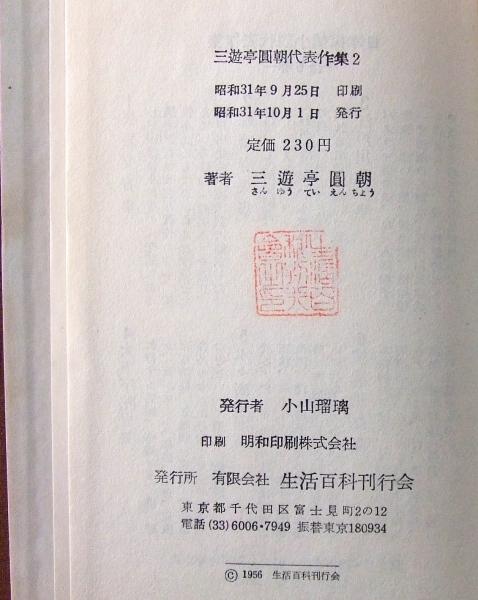 三遊亭圓朝代表作集2
昭和31年9月25日 印刷
昭和31年10月1日 発行
定価 230円
著者 三遊亭圓朝
さんゆうていえんちょう
発行者 小山瑠璃
印刷 明和印刷株式会社
発行所 有限会社 生活百科刊行会
東京都千代田区富士見町2の12
電話(33)6006・7949 振替東京180934
© 1956 生活百科刊行会